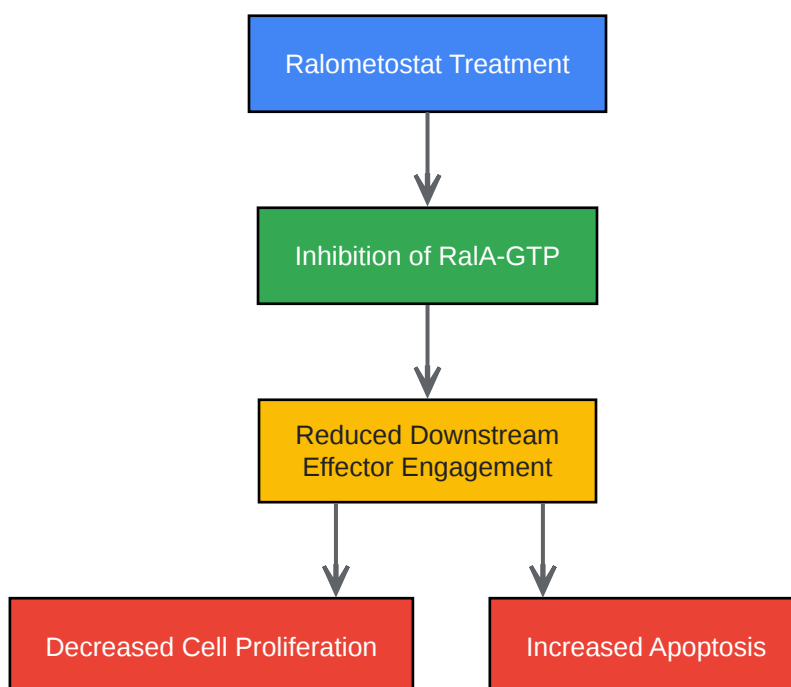 Ralometostat Treatment
Inhibition of RalA-GTP
Reduced Downstream
Effector Engagement
Decreased Cell Proliferation
Increased Apoptosis